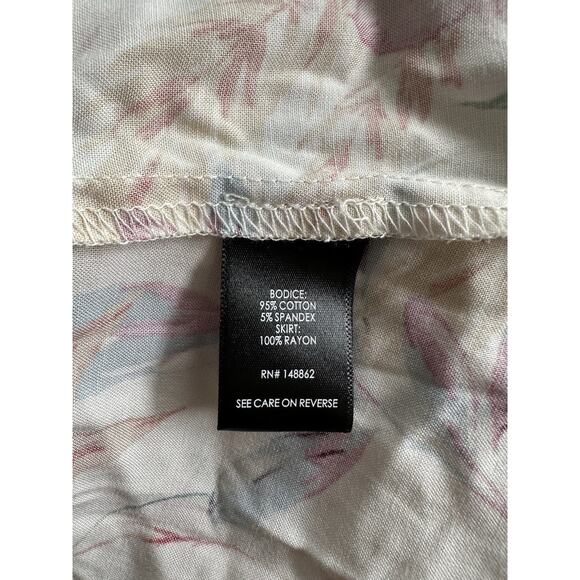 BODICE:
95% COTTON
5% SPANDEX
SKIRT:
100% RAYON
RN# 148862
SEE CARE ON REVERSE